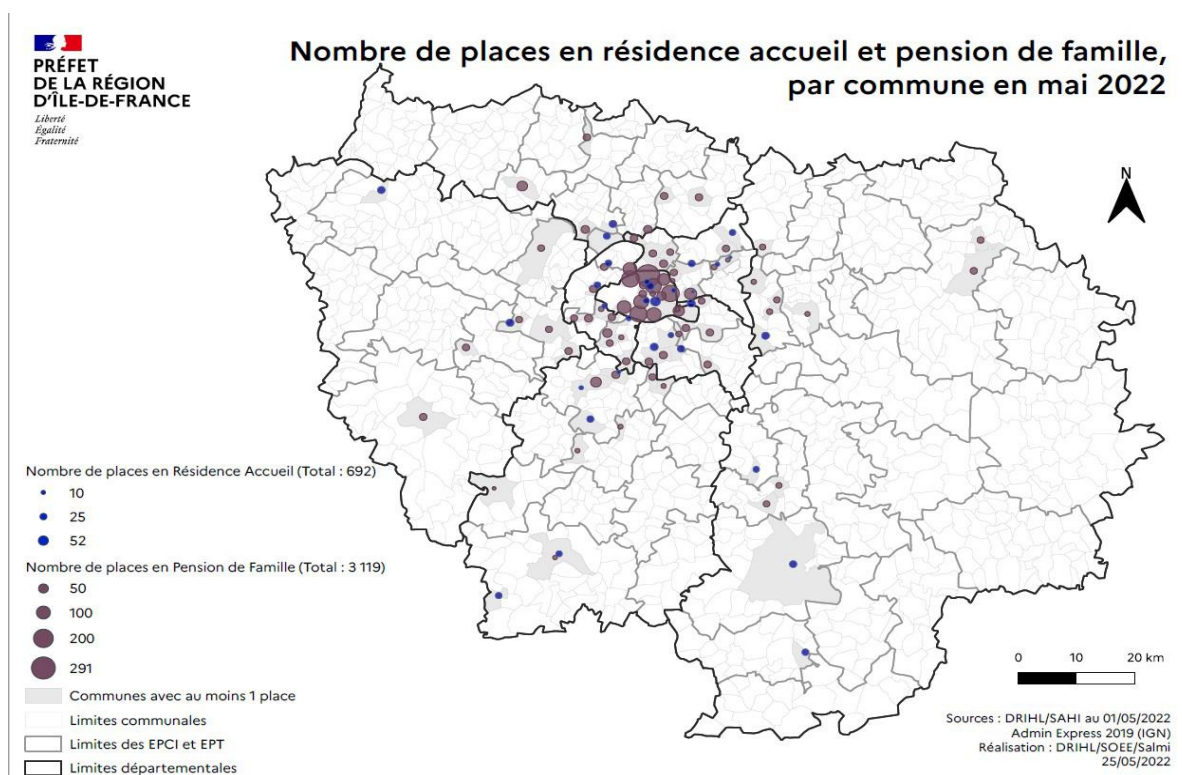 PRÉFET
DE LA RÉGION
D'ÎLE-DE-FRANCE
Liberté
Égalité
Fraternité
Nombre de places en résidence accueil et pension de famille,
par commune en mai 2022
N
Nombre de places en Résidence Accueil (Total : 692)
10
25
52
Nombre de places en Pension de Famille (Total : 3 119)
50
100
200
291
Communes avec au moins 1 place
Limites communales
Limites des EPCI et EPT
Limites départementales
0 10 20 km
Sources : DRIHL/SAHI au 01/05/2022
Admin Express 2019 (IGN)
Réalisation : DRIHL/SOEE/Salmi
25/05/2022